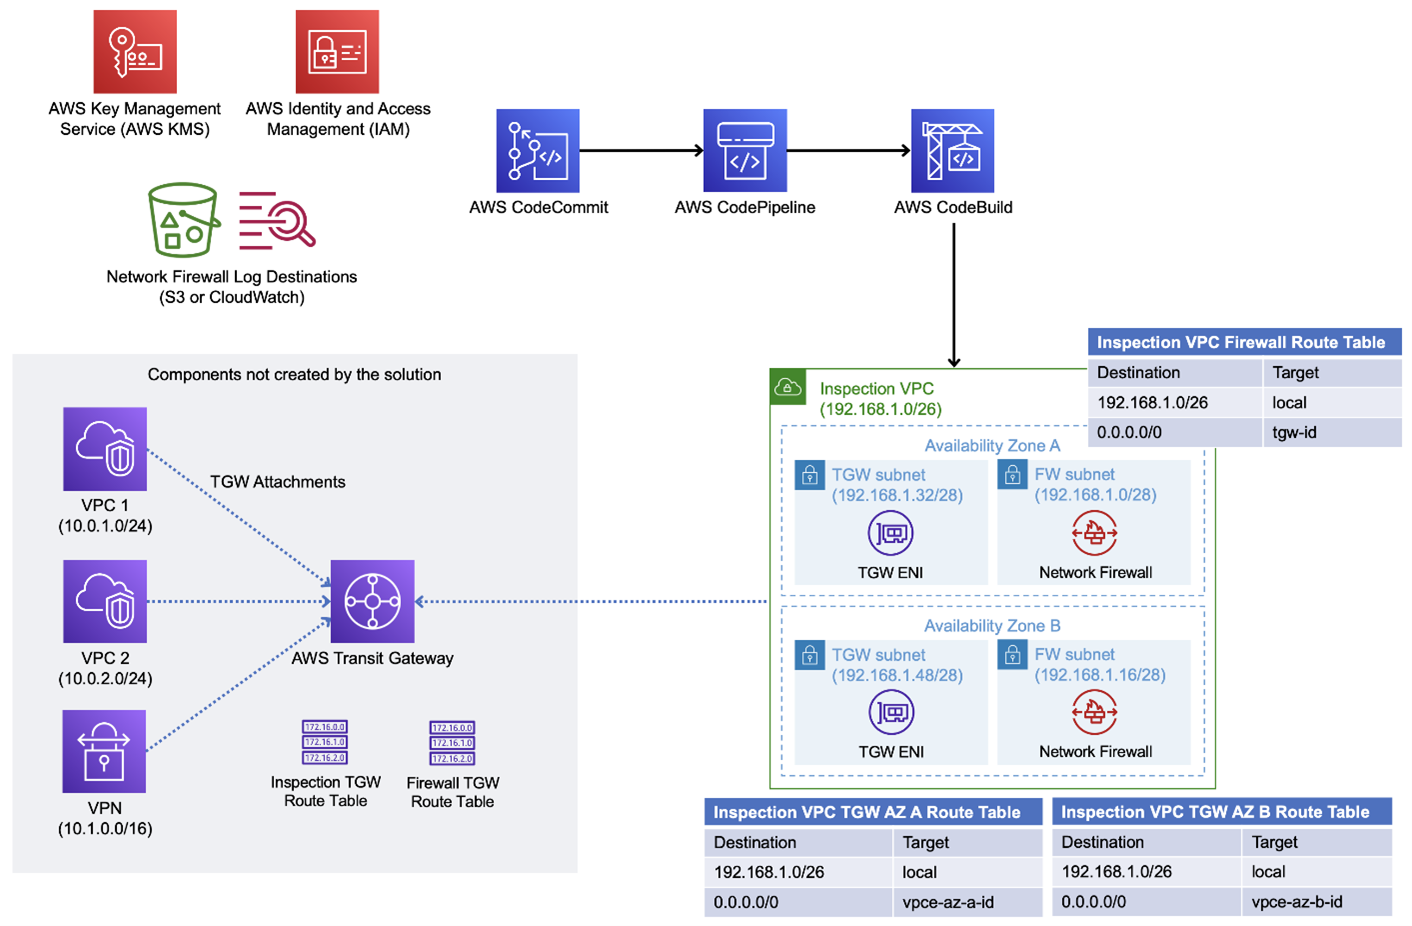 AWS Key Management
Service (AWS KMS)
AWS Identity and Access
Management (IAM)
AWS CodeCommit
AWS CodePipeline
AWS CodeBuild
Network Firewall Log Destinations
(S3 or CloudWatch)
Components not created by the solution
VPC 1
(10.0.1.0/24)
TGW Attachments
VPC 2
(10.0.2.0/24)
AWS Transit Gateway
VPN
(10.1.0.0/16)
172.16.0.0
172.16.1.0
172.16.2.0
Inspection TGW
Route Table
172.16.0.0
172.16.1.0
172.16.2.0
Firewall TGW
Route Table
Inspection VPC
(192.168.1.0/26)
Inspection VPC Firewall Route Table
Destination Target
192.168.1.0/26 local
0.0.0.0/0 tgw-id
Availability Zone A
TGW subnet
(192.168.1.32/28)
TGW ENI
FW subnet
(192.168.1.0/28)
Network Firewall
Availability Zone B
TGW subnet
(192.168.1.48/28)
TGW ENI
FW subnet
(192.168.1.16/28)
Network Firewall
Inspection VPC TGW AZ A Route Table
Destination Target
192.168.1.0/26 local
0.0.0.0/0 vpce-az-a-id
Inspection VPC TGW AZ B Route Table
Destination Target
192.168.1.0/26 local
0.0.0.0/0 vpce-az-b-id